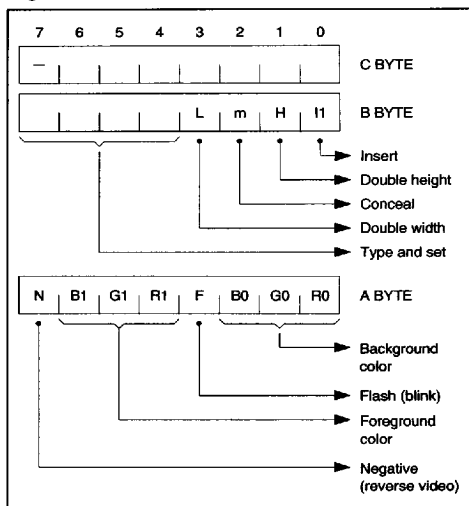 7 6 5 4 3 2 1 0
— C BYTE
L m H I1 B BYTE
Insert
Double height
Conceal
Double width
Type and set
N B1 G1 R1 F B0 G0 R0 A BYTE
Background
color
Flash (blink)
Foreground
color
Negative
(reverse video)